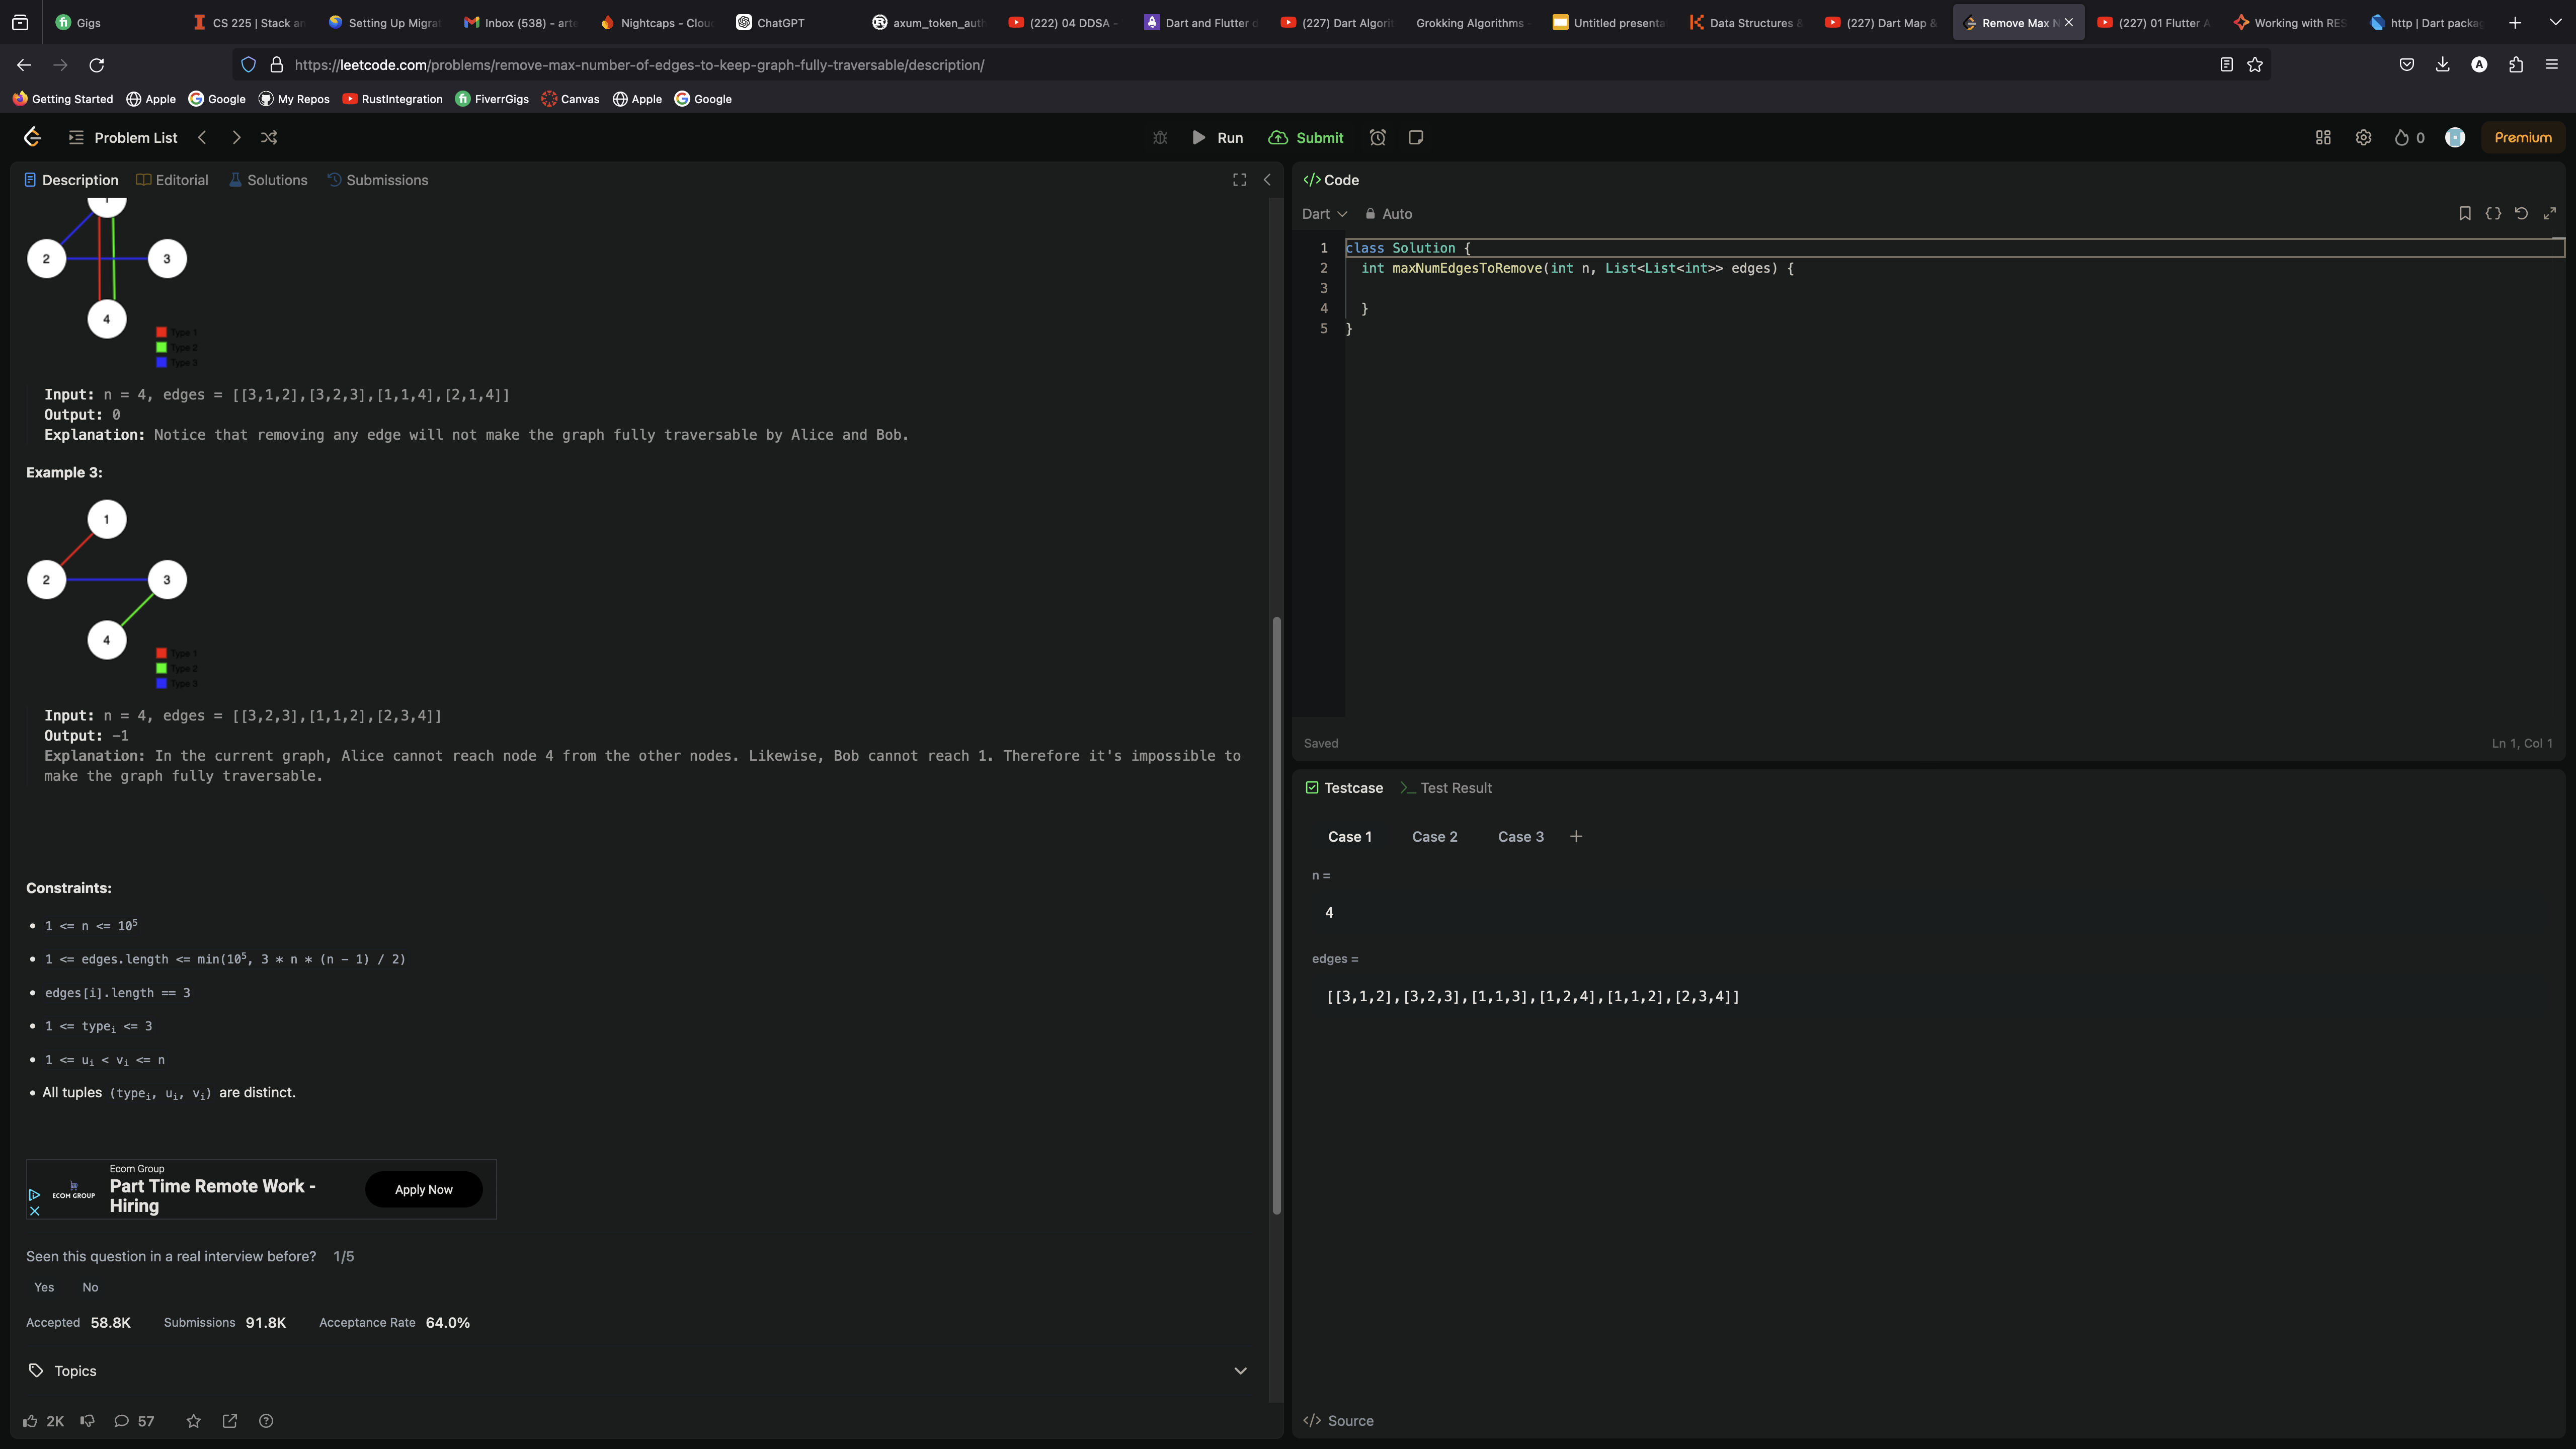 Gigs
CS 225 | Stack an
Setting Up Migrat
Inbox (538) - arte
Nightcaps - Clou
ChatGPT
axum_token_auth
(222) 04 DDSA -
Dart and Flutter d
(227) Dart Algorit
Grokking Algorithms -
Untitled presenta
Data Structures &
(227) Dart Map &
Remove Max N
(227) 01 Flutter A
Working with RES
http | Dart packag
https://leetcode.com/problems/remove-max-number-of-edges-to-keep-graph-fully-traversable/description/
Getting Started Apple Google My Repos RustIntegration FiverrGigs Canvas Apple Google
Problem List Run Submit 0 Premium
Description Editorial Solutions Submissions
1
2 3
4
Type 1
Type 2
Type 3
Input: n = 4, edges = [[3,1,2],[3,2,3],[1,1,4],[2,1,4]]
Output: 0
Explanation: Notice that removing any edge will not make the graph fully traversable by Alice and Bob.
Example 3:
1
2 3
4
Type 1
Type 2
Type 3
Input: n = 4, edges = [[3,2,3],[1,1,2],[2,3,4]]
Output: -1
Explanation: In the current graph, Alice cannot reach node 4 from the other nodes. Likewise, Bob cannot reach 1. Therefore it's impossible to
make the graph fully traversable.
Constraints:
• 1 <= n <= 10⁵
• 1 <= edges.length <= min(10⁵, 3 * n * (n - 1) / 2)
• edges[i].length == 3
• 1 <= typeᵢ <= 3
• 1 <= uᵢ < vᵢ <= n
• All tuples (typeᵢ, uᵢ, vᵢ) are distinct.
Ecom Group
Part Time Remote Work -
Hiring
ECOM GROUP
Apply Now
Seen this question in a real interview before? 1/5
Yes No
Accepted 58.8K Submissions 91.8K Acceptance Rate 64.0%
Topics
2K 57
</> Code
Dart Auto
1 class Solution {
2 int maxNumEdgesToRemove(int n, List<List<int>> edges) {
3
4 }
5 }
Saved Ln 1, Col 1
Testcase >_ Test Result
Case 1 Case 2 Case 3 +
n =
4
edges =
[[3,1,2],[3,2,3],[1,1,3],[1,2,4],[1,1,2],[2,3,4]]
</> Source